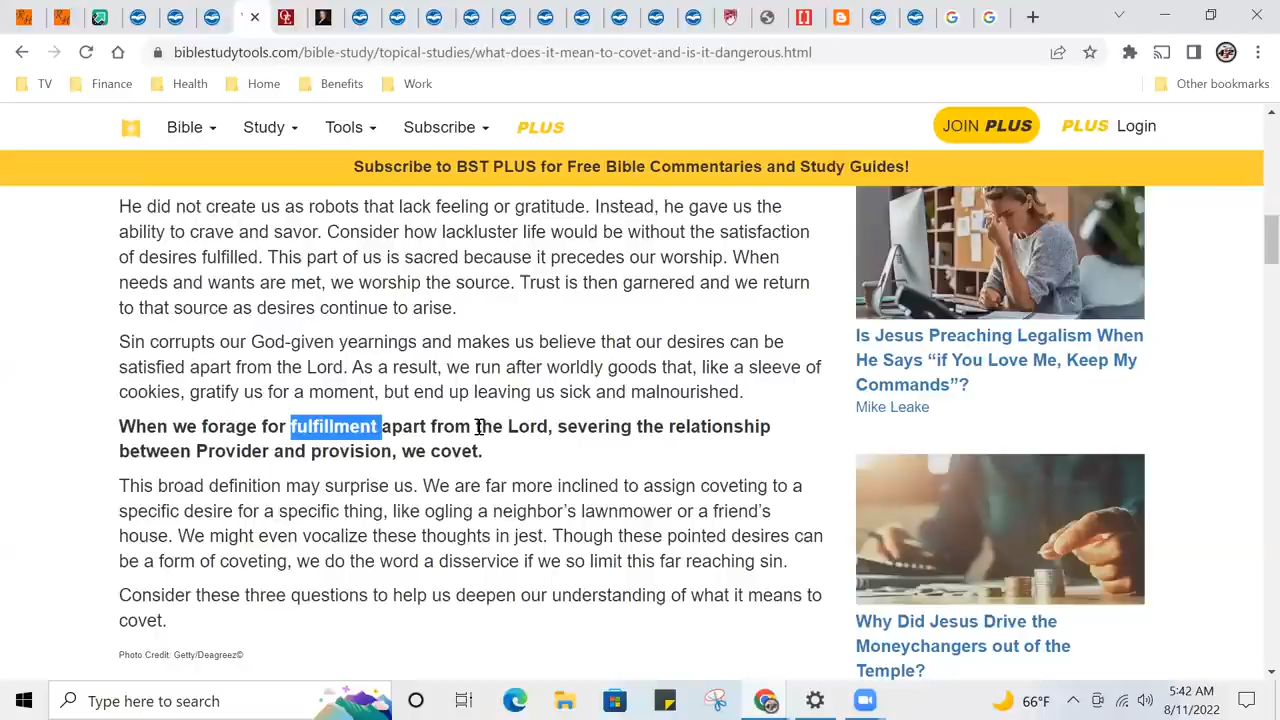 biblestudytools.com/bible-study/topical-studies/what-does-it-mean-to-covet-and-is-it-dangerous.html
TV Finance Health Home Benefits Work Other bookmarks
Bible Study Tools Subscribe PLUS JOIN PLUS PLUS Login
Subscribe to BST PLUS for Free Bible Commentaries and Study Guides!
He did not create us as robots that lack feeling or gratitude. Instead, he gave us the
ability to crave and savor. Consider how lackluster life would be without the satisfaction
of desires fulfilled. This part of us is sacred because it precedes our worship. When
needs and wants are met, we worship the source. Trust is then garnered and we return
to that source as desires continue to arise.
Sin corrupts our God-given yearnings and makes us believe that our desires can be
satisfied apart from the Lord. As a result, we run after worldly goods that, like a sleeve of
cookies, gratify us for a moment, but end up leaving us sick and malnourished.
When we forage for fulfillment apart from the Lord, severing the relationship
between Provider and provision, we covet.
This broad definition may surprise us. We are far more inclined to assign coveting to a
specific desire for a specific thing, like ogling a neighbor's lawnmower or a friend's
house. We might even vocalize these thoughts in jest. Though these pointed desires can
be a form of coveting, we do the word a disservice if we so limit this far reaching sin.
Consider these three questions to help us deepen our understanding of what it means to
covet.
Photo Credit: Getty/Deagreez©
Is Jesus Preaching Legalism When
He Says “if You Love Me, Keep My
Commands”?
Mike Leake
Why Did Jesus Drive the
Moneychangers out of the
Temple?
Type here to search
66°F
5:42 AM
8/11/2022